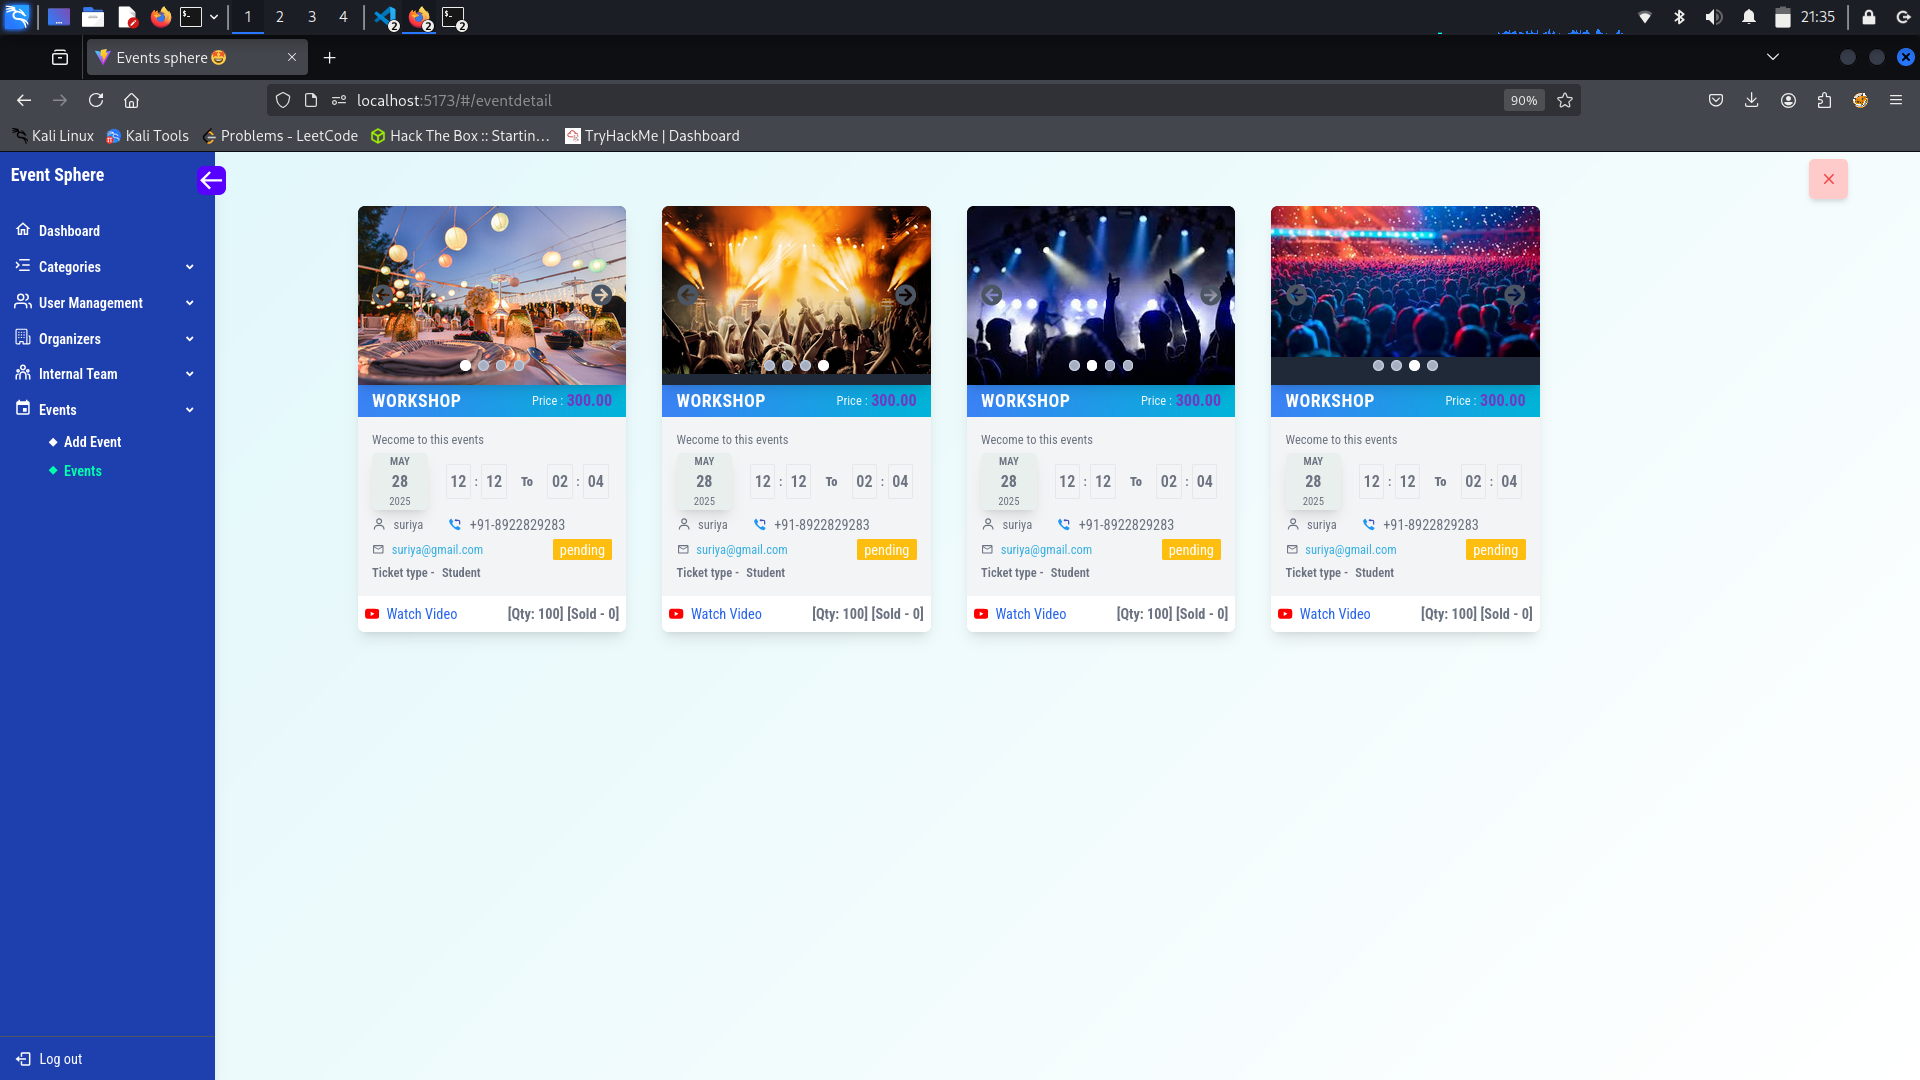 1 2 3 4 2 2 2 21:35
Events sphere🤩
localhost:5173/#/eventdetail 90%
Kali Linux Kali Tools Problems - LeetCode Hack The Box :: Startin… TryHackMe | Dashboard
Event Sphere
Dashboard
Categories
User Management
Organizers
Internal Team
Events
Add Event
Events
Log out
WORKSHOP Price : 300.00
Wecome to this events
MAY
28
2025
12 : 12 To 02 : 04
suriya +91-8922829283
suriya@gmail.com pending
Ticket type - Student
Watch Video [Qty: 100] [Sold - 0]
WORKSHOP Price : 300.00
Wecome to this events
MAY
28
2025
12 : 12 To 02 : 04
suriya +91-8922829283
suriya@gmail.com pending
Ticket type - Student
Watch Video [Qty: 100] [Sold - 0]
WORKSHOP Price : 300.00
Wecome to this events
MAY
28
2025
12 : 12 To 02 : 04
suriya +91-8922829283
suriya@gmail.com pending
Ticket type - Student
Watch Video [Qty: 100] [Sold - 0]
WORKSHOP Price : 300.00
Wecome to this events
MAY
28
2025
12 : 12 To 02 : 04
suriya +91-8922829283
suriya@gmail.com pending
Ticket type - Student
Watch Video [Qty: 100] [Sold - 0]